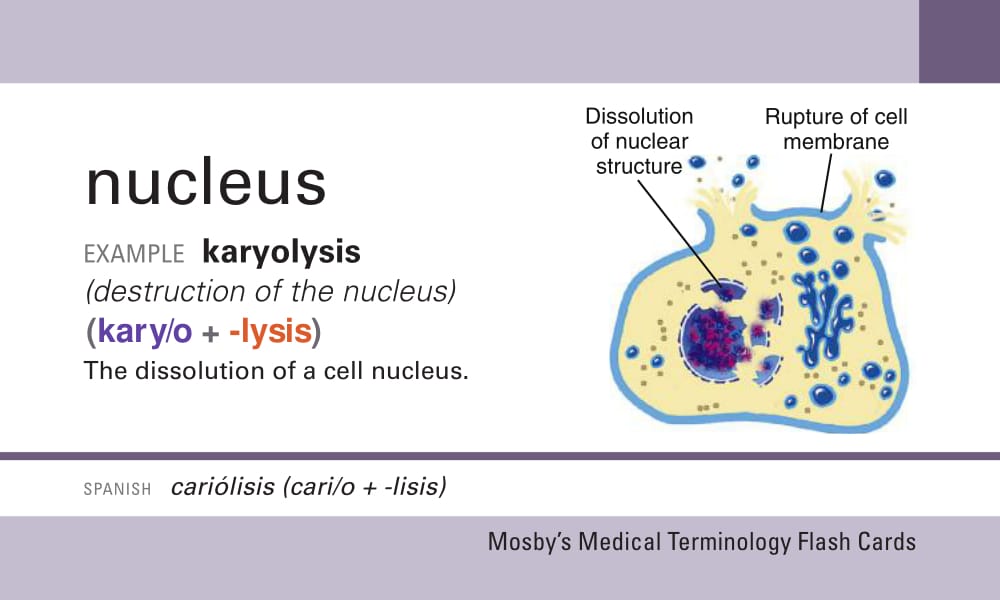 Dissolution
of nuclear
structure
Rupture of cell
membrane
nucleus
EXAMPLE karyolysis
(destruction of the nucleus)
(kary/o + -lysis)
The dissolution of a cell nucleus.
SPANISH cariólisis (cari/o + -lisis)
Mosby’s Medical Terminology Flash Cards